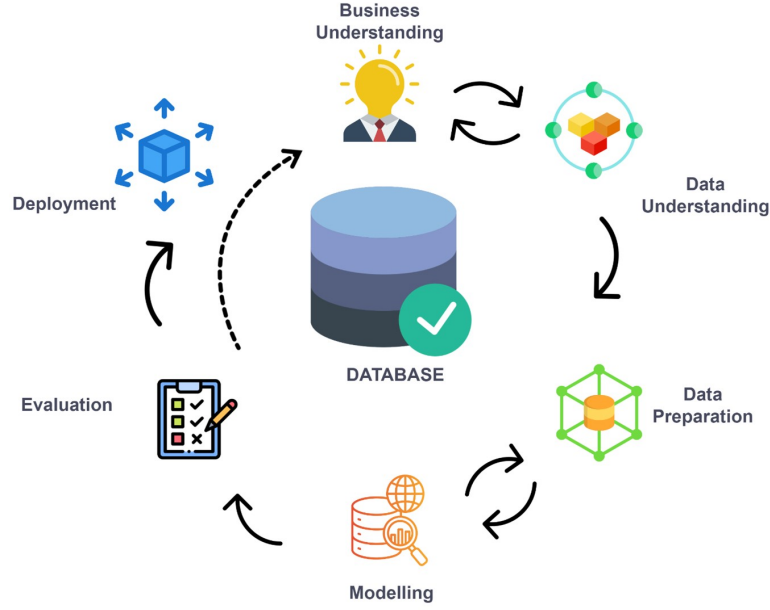 Business
Understanding
Data
Understanding
Data
Preparation
Modelling
Evaluation
Deployment
DATABASE